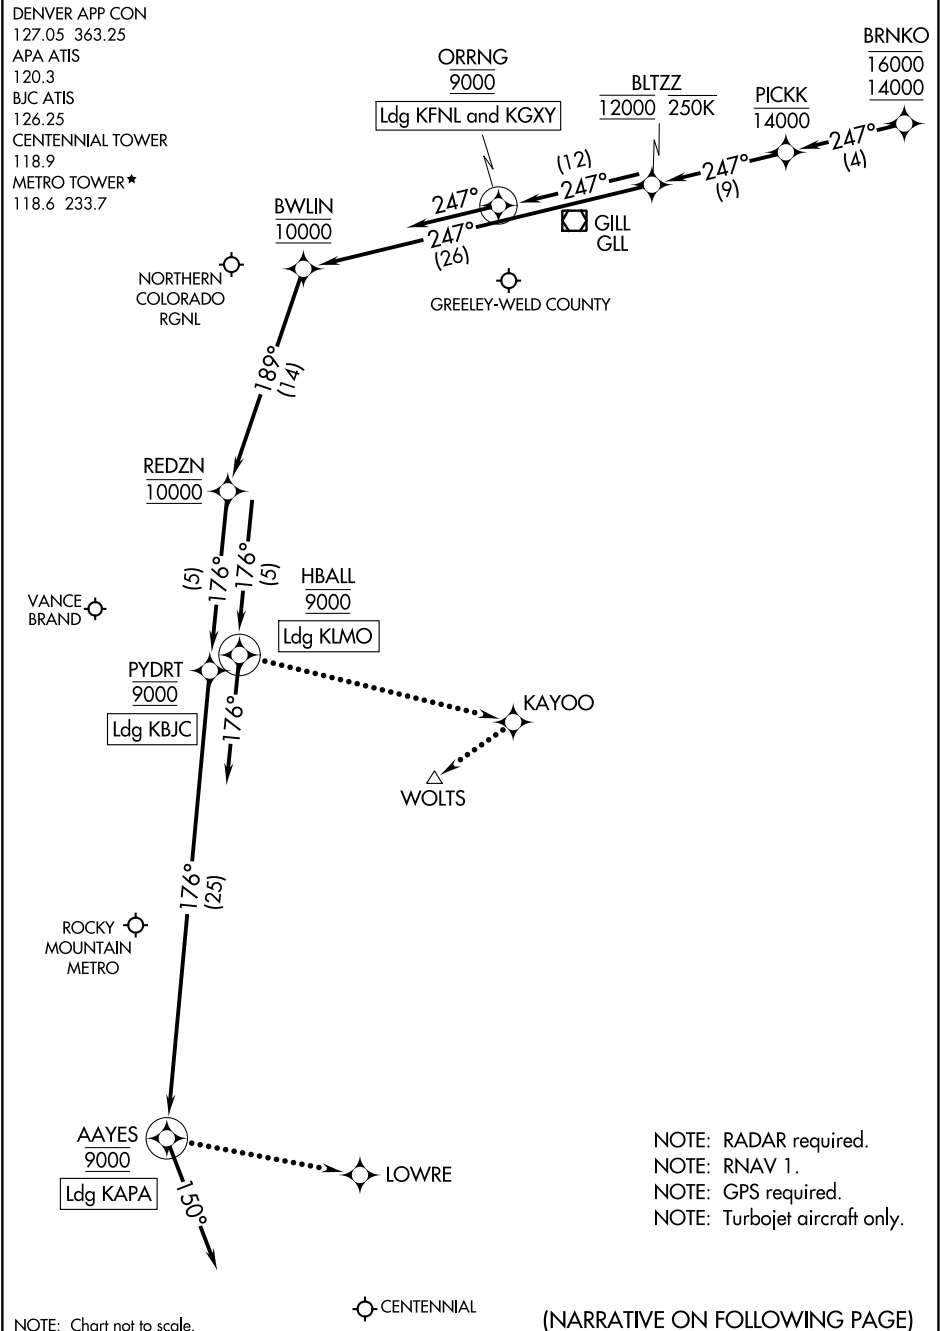 DENVER APP CON
127.05 363.25
APA ATIS
120.3
BJC ATIS
126.25
CENTENNIAL TOWER
118.9
METRO TOWER★
118.6 233.7
BRNKO
16000
14000
247°
(4)
PICKK
14000
247°
(9)
BLTZZ
12000 250K
(12)
247°
ORRNG
9000
Ldg KFNL and KGXY
247°
247°
(26)
GILL
GLL
BWLIN
10000
NORTHERN
COLORADO
RGNL
GREELEY-WELD COUNTY
189°
(14)
REDZN
10000
(5)
176°
176°
(5)
HBALL
9000
Ldg KLMO
VANCE
BRAND
PYDRT
9000
Ldg KBJC
176°
KAYOO
WOLTS
176°
(25)
ROCKY
MOUNTAIN
METRO
AAYES
9000
Ldg KAPA
150°
LOWRE
NOTE: RADAR required.
NOTE: RNAV 1.
NOTE: GPS required.
NOTE: Turbojet aircraft only.
CENTENNIAL
NOTE: Chart not to scale.
(NARRATIVE ON FOLLOWING PAGE)